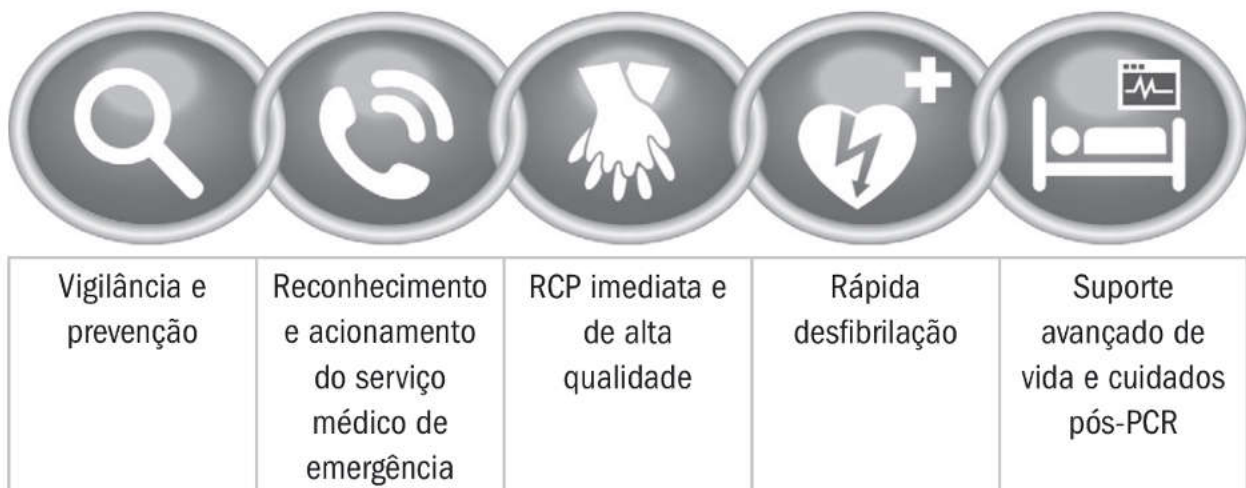 Vigilância e
prevenção
Reconhecimento
e acionamento
do serviço
médico de
emergência
RCP imediata e
de alta
qualidade
Rápida
desfibrilação
Suporte
avançado de
vida e cuidados
pós-PCR